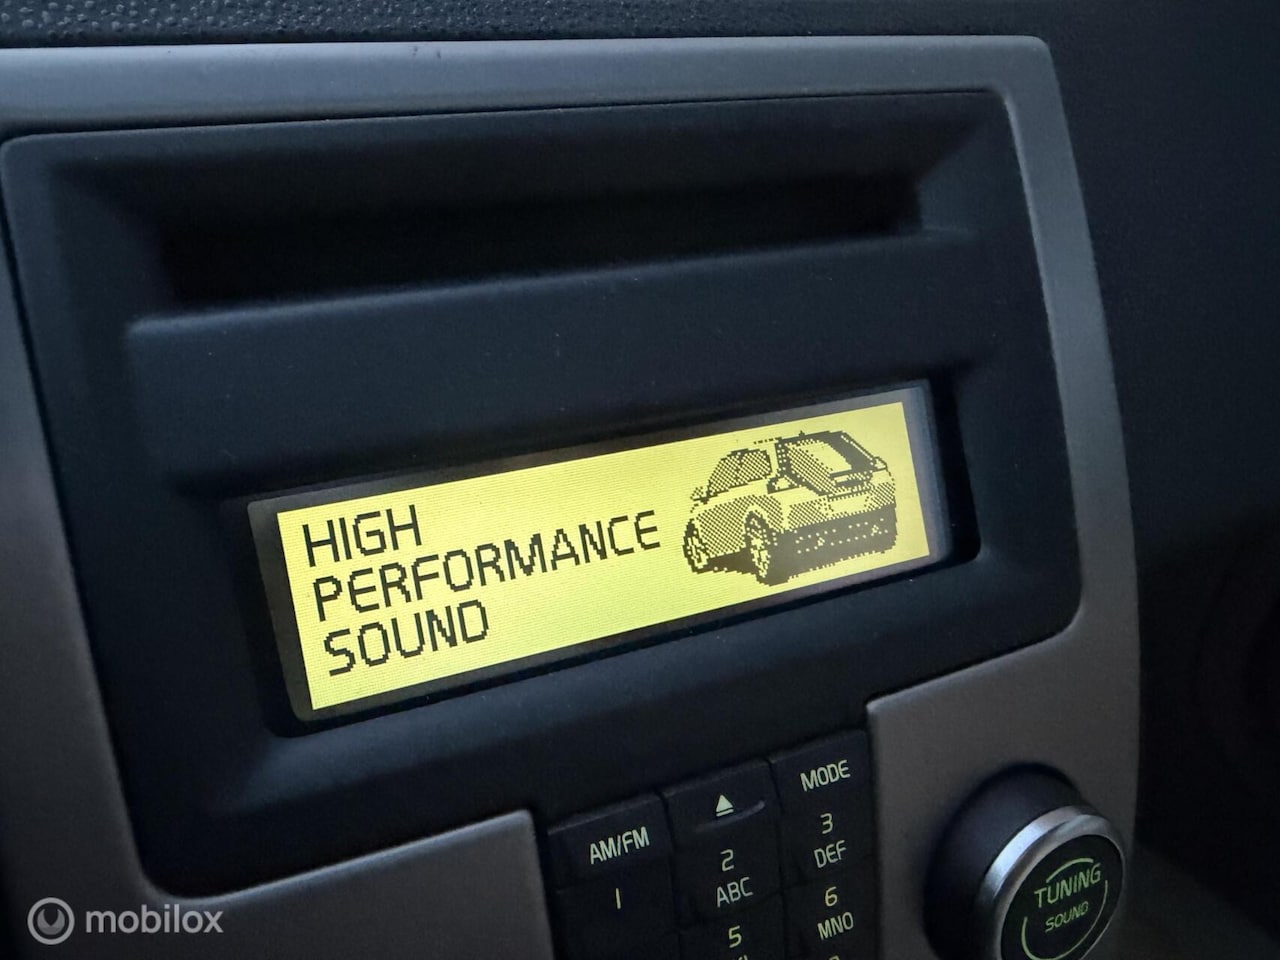 HIGH
PERFORMANCE
SOUND
AM/FM
MODE
1
2
ABC
3
DEF
5
6
MNO
TUNING
SOUND
mobilox